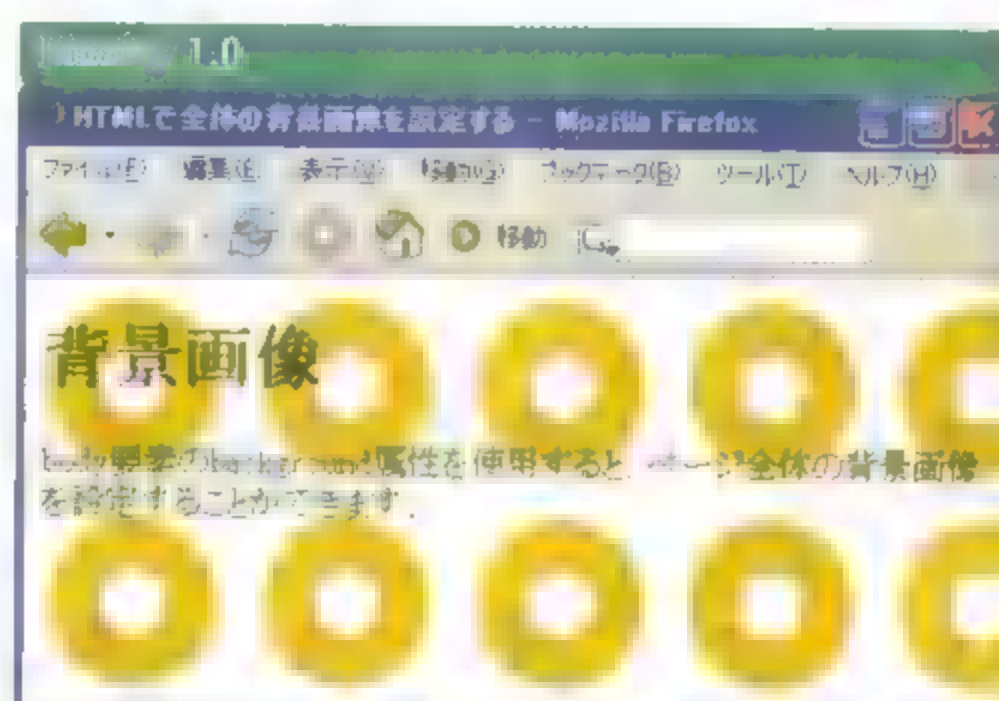 1.0
HTMLで全体の背景画像を設定する - Mozilla Firefox
ファイル(F) 編集(E) 表示(V) 移動(G) ブックマーク(B) ツール(T) ヘルプ(H)
移動
背景画像
body要素のbackground属性を使用すると、ページ全体の背景画像
を設定することができます。